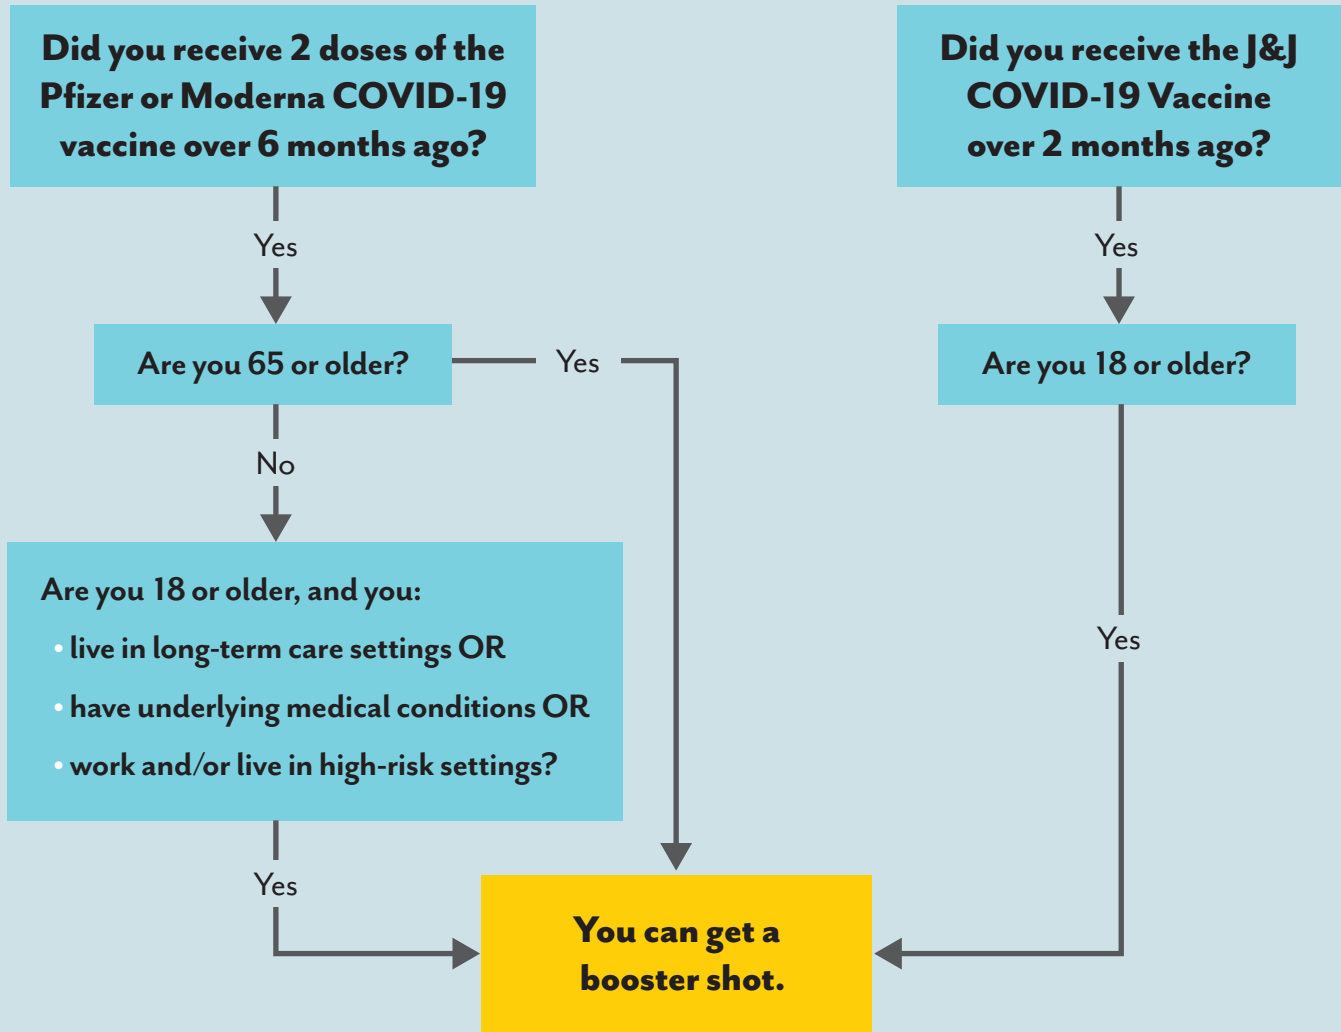 Did you receive 2 doses of the
Pfizer or Moderna COVID-19
vaccine over 6 months ago?
Yes
Are you 65 or older?
Yes
No
Are you 18 or older, and you:
• live in long-term care settings OR
• have underlying medical conditions OR
• work and/or live in high-risk settings?
Yes
Did you receive the J&J
COVID-19 Vaccine
over 2 months ago?
Yes
Are you 18 or older?
Yes
You can get a
booster shot.